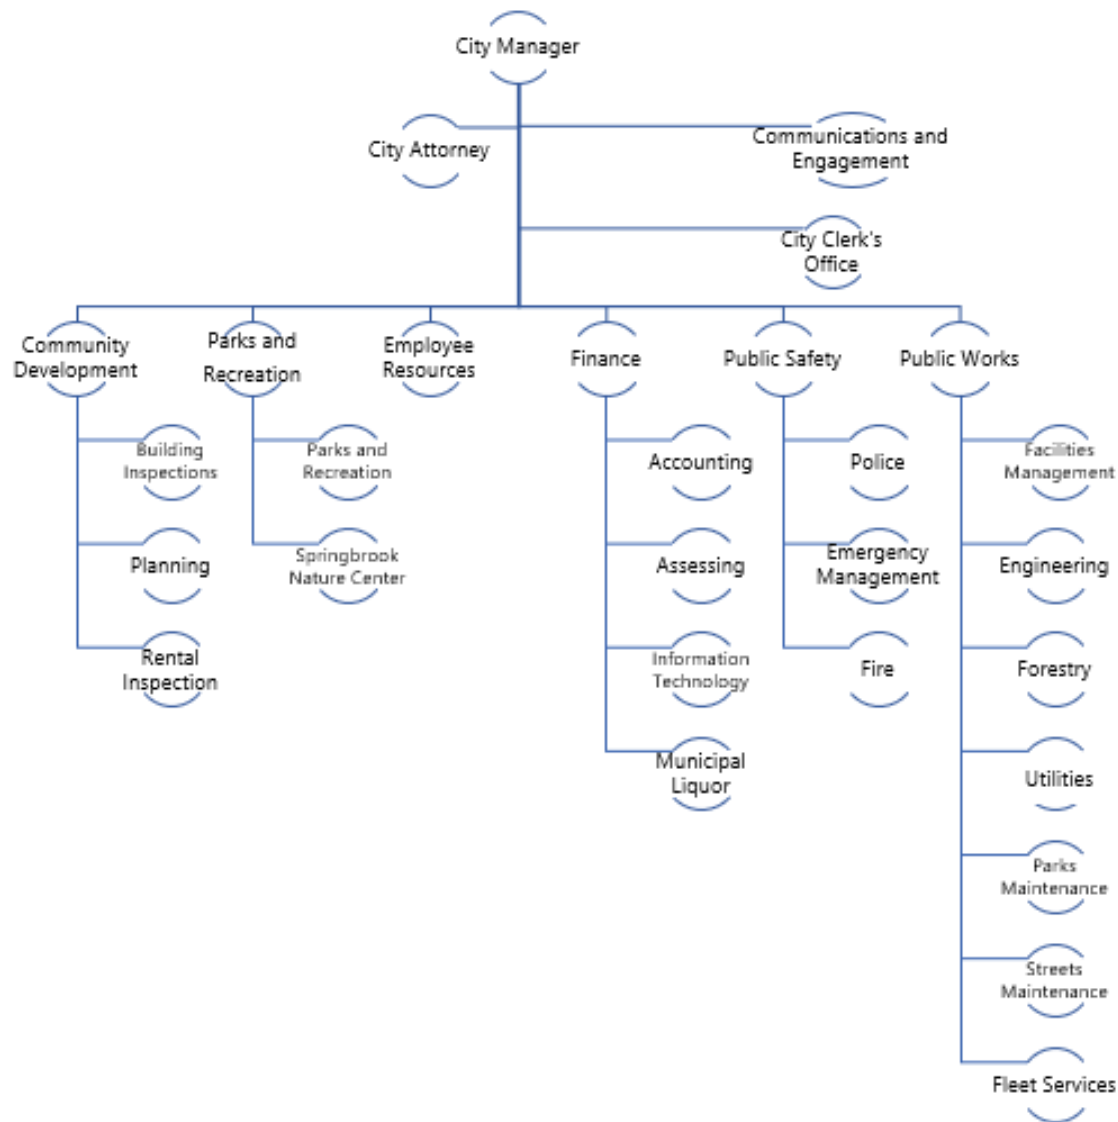 City Manager
City Attorney
Communications and
Engagement
City Clerk's
Office
Community
Development
Parks and
Recreation
Employee
Resources
Finance
Public Safety
Public Works
Building
Inspections
Planning
Rental
Inspection
Parks and
Recreation
Springbrook
Nature Center
Accounting
Assessing
Information
Technology
Municipal
Liquor
Police
Emergency
Management
Fire
Facilities
Management
Engineering
Forestry
Utilities
Parks
Maintenance
Streets
Maintenance
Fleet Services